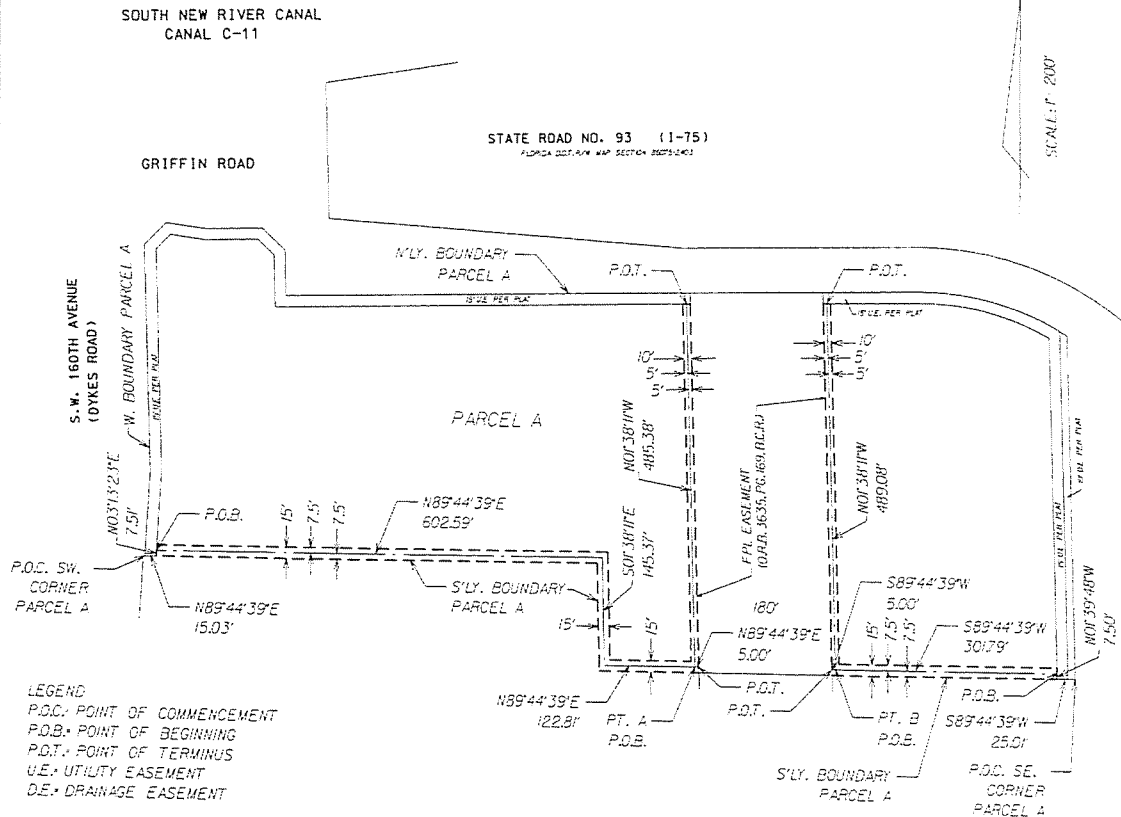 SOUTH NEW RIVER CANAL
CANAL C-11
SCALE: 1" 200'
STATE ROAD NO. 93 (I-75)
GRIFFIN ROAD
N'LY. BOUNDARY
PARCEL A
P.O.T.
P.O.T.
15' U.E. PER PLAT
15' U.E. PER PLAT
S.W. 160TH AVENUE
(DYKES ROAD)
W. BOUNDARY PARCEL A
10'
5'
5'
10'
5'
5'
PARCEL A
N01°38'11"W
485.38'
FPL EASEMENT
(O.R.B. 3635, PG. 169, B.C.R.)
N01°38'11"W
489.08'
N03°13'23"E
7.51'
P.O.B.
15'
7.5'
7.5'
N89°44'39"E
602.59'
S01°38'11"E
145.37'
P.O.C. SW.
CORNER
PARCEL A
N89°44'39"E
15.03'
S'LY. BOUNDARY
PARCEL A
15'
15'
180'
N89°44'39"E
5.00'
S89°44'39"W
5.00'
15'
7.5'
7.5'
S89°44'39"W
301.79'
N01°39'48"W
7.50'
N89°44'39"E
122.81'
PT. A
P.O.B.
P.O.T.
P.O.T.
PT. B
P.O.B.
P.O.B.
S89°44'39"W
25.01'
S'LY. BOUNDARY
PARCEL A
P.O.C. SE.
CORNER
PARCEL A
LEGEND
P.O.C.= POINT OF COMMENCEMENT
P.O.B.= POINT OF BEGINNING
P.O.T.= POINT OF TERMINUS
U.E.= UTILITY EASEMENT
D.E.= DRAINAGE EASEMENT